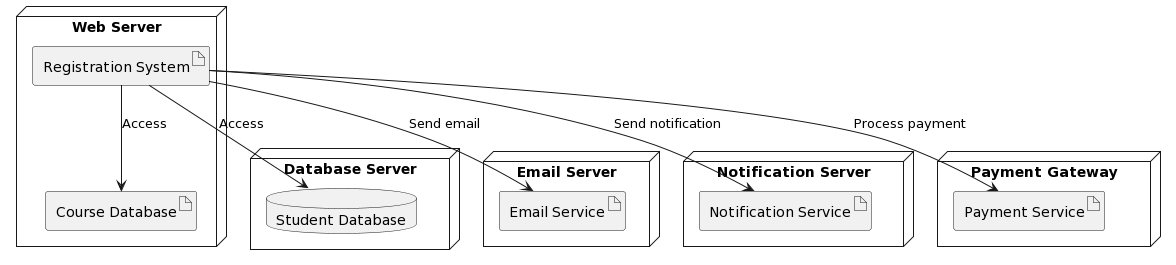 Web Server
Registration System
Access
Access
Send email
Send notification
Process payment
Database Server
Email Server
Notification Server
Payment Gateway
Course Database
Student Database
Email Service
Notification Service
Payment Service